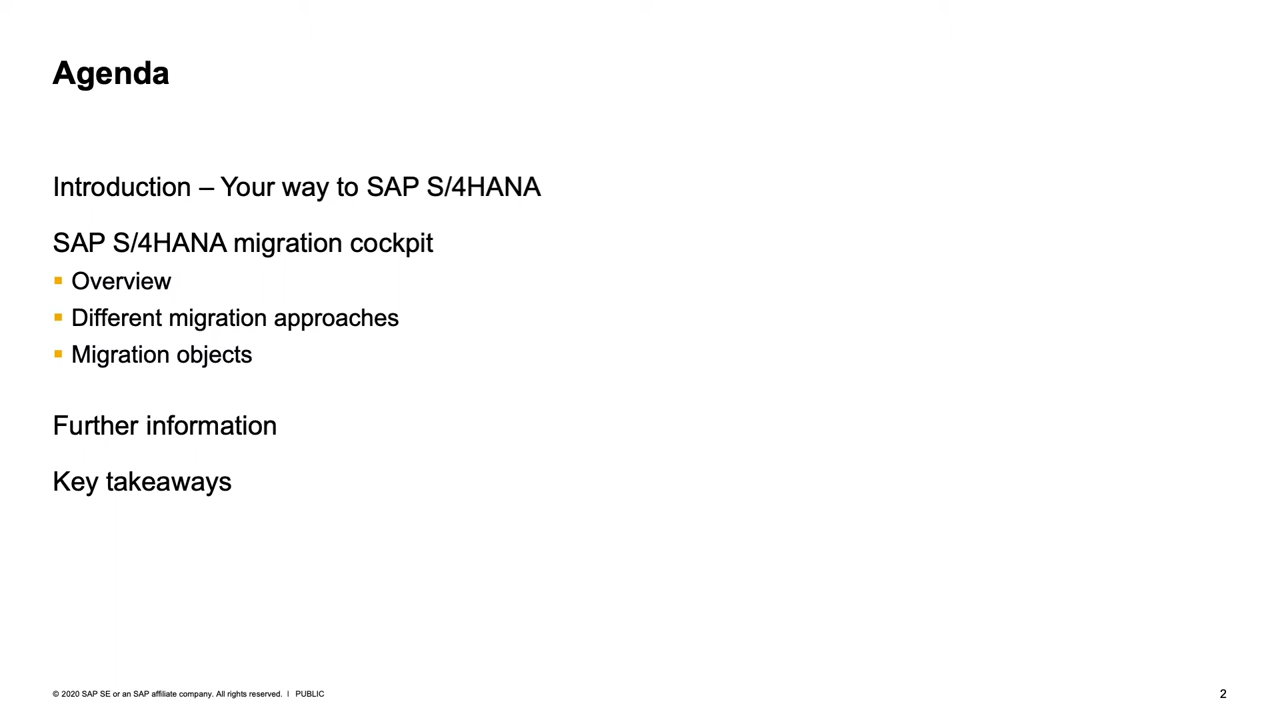 Agenda
Introduction – Your way to SAP S/4HANA
SAP S/4HANA migration cockpit
▪ Overview
▪ Different migration approaches
▪ Migration objects
Further information
Key takeaways
© 2020 SAP SE or an SAP affiliate company. All rights reserved. | PUBLIC
2